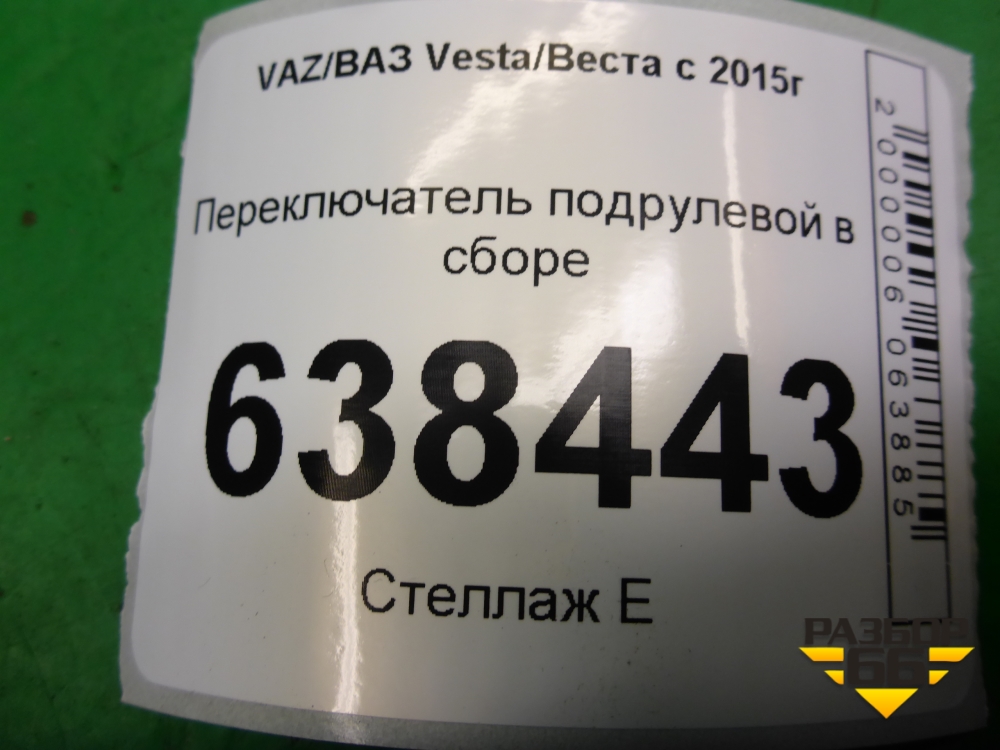 VAZ/ВАЗ Vesta/Веста с 2015г
Переключатель подрулевой в
сборе
638443
Стеллаж Е
2000006063885
РАЗБОР
66